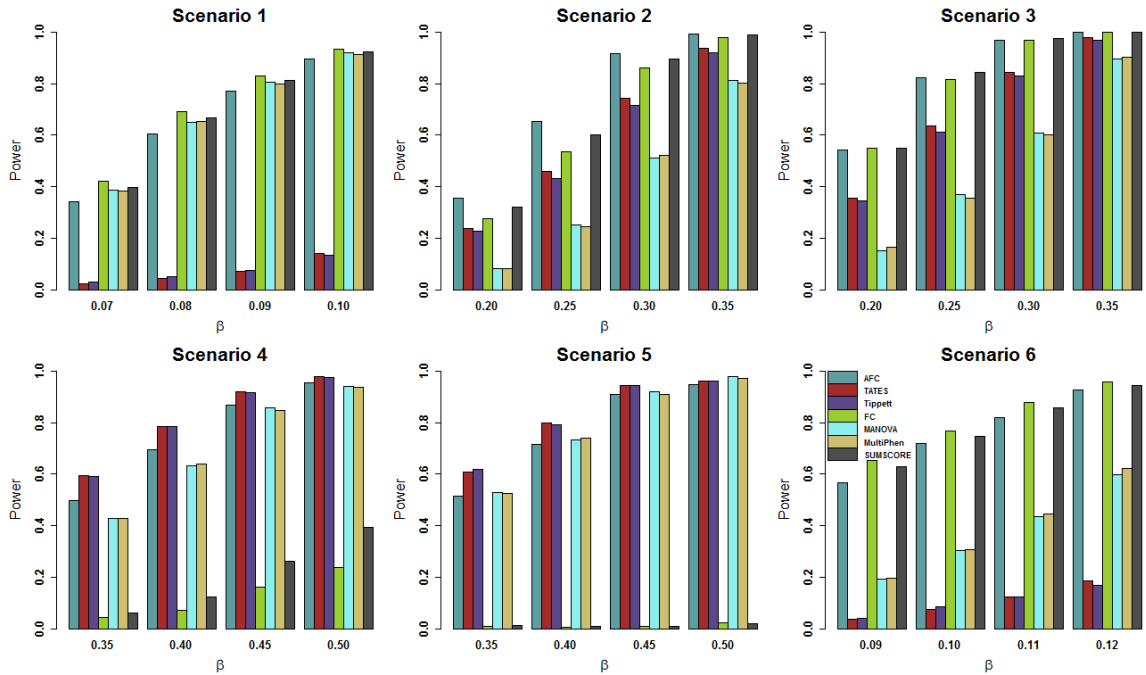 Scenario 1
Scenario 2
Scenario 3
Power
1.0
0.8
0.6
0.4
0.2
0.0
0.07 0.08 0.09 0.10
β
Power
1.0
0.8
0.6
0.4
0.2
0.0
0.20 0.25 0.30 0.35
β
Power
1.0
0.8
0.6
0.4
0.2
0.0
0.20 0.25 0.30 0.35
β
Scenario 4
Scenario 5
Scenario 6
Power
1.0
0.8
0.6
0.4
0.2
0.0
0.35 0.40 0.45 0.50
β
Power
1.0
0.8
0.6
0.4
0.2
0.0
0.35 0.40 0.45 0.50
β
Power
1.0
0.8
0.6
0.4
0.2
0.0
AFC
TATES
Tippett
FC
MANOVA
MultiPhen
SUMSCORE
0.09 0.10 0.11 0.12
β